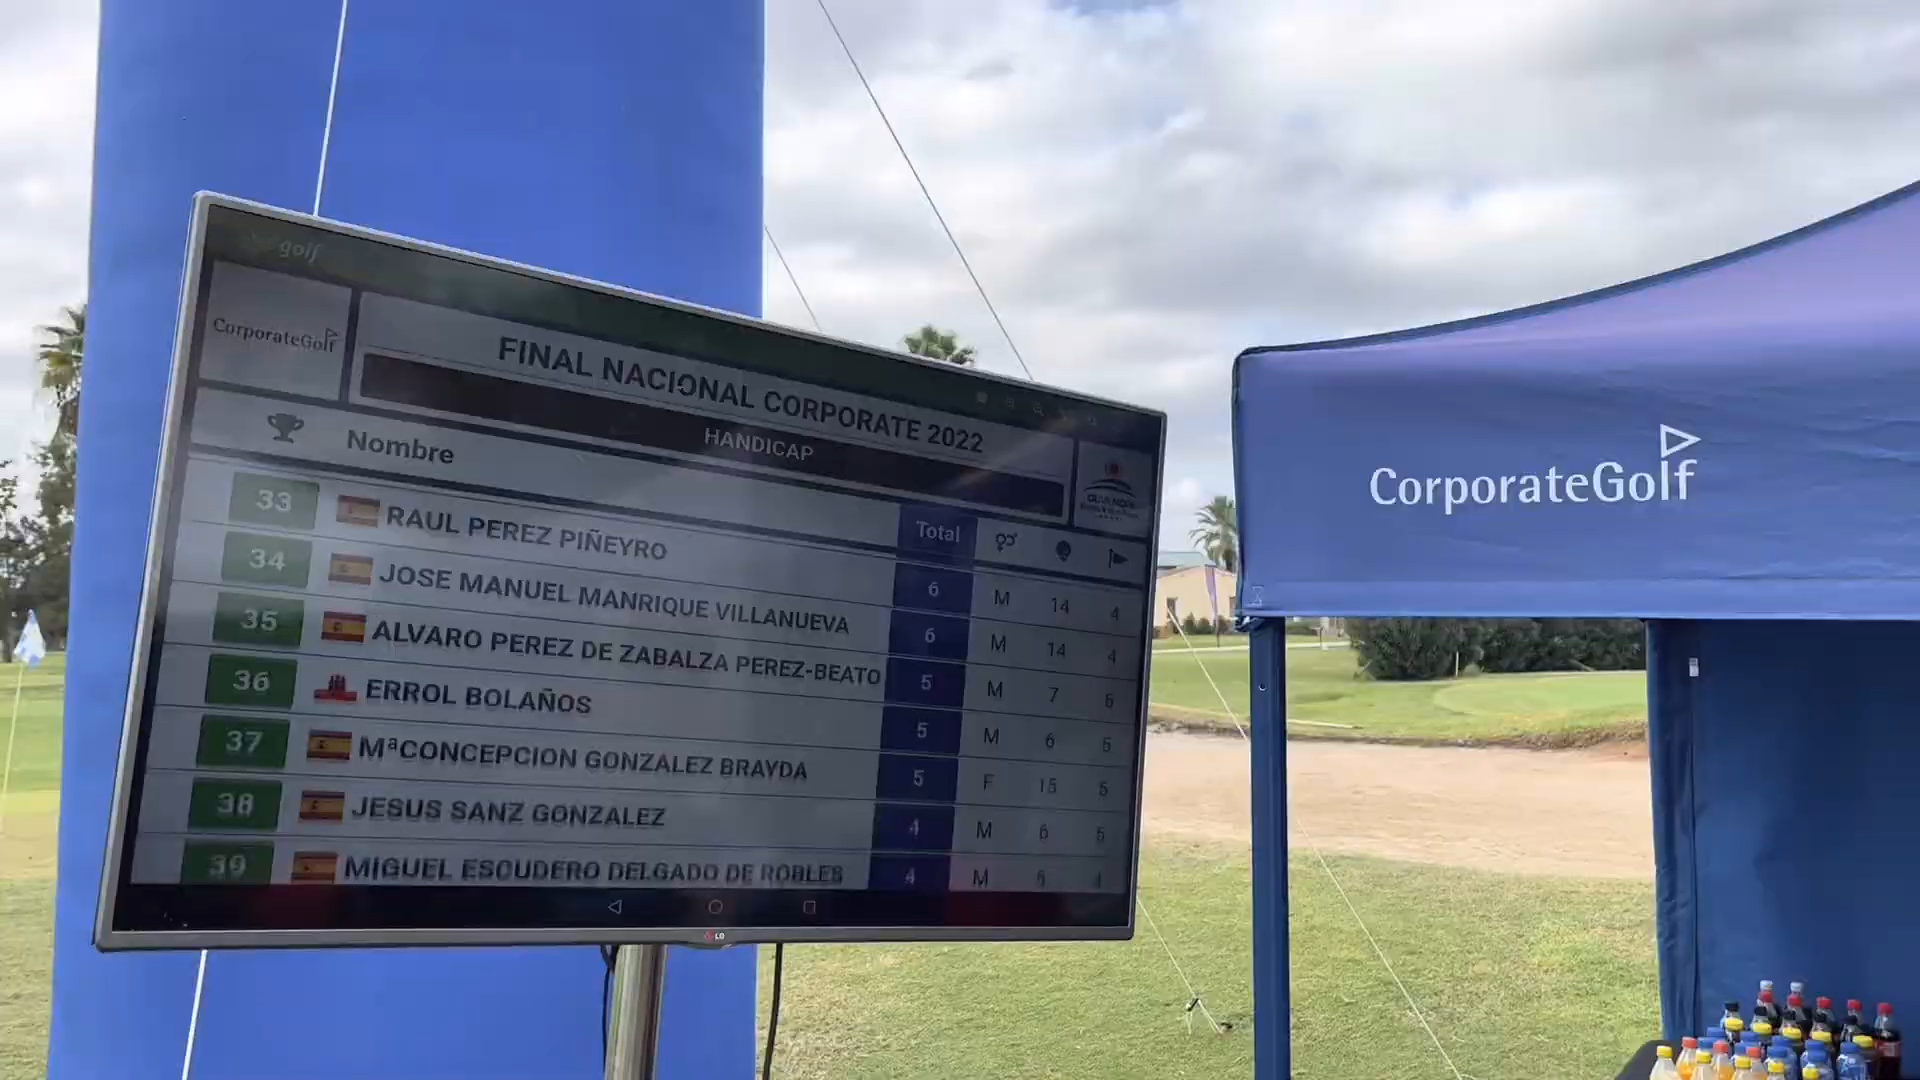 golf
CorporateGolf
FINAL NACIONAL CORPORATE 2022
HANDICAP
Nombre
Total
33 RAUL PEREZ PIÑEYRO 6 M 14 4
34 JOSE MANUEL MANRIQUE VILLANUEVA 6 M 14 4
35 ALVARO PEREZ DE ZABALZA PEREZ-BEATO 5 M 7
36 ERROL BOLAÑOS 5 M 6 5
37 MªCONCEPCION GONZALEZ BRAYDA 5 F 15 5
38 JESUS SANZ GONZALEZ 4 M 6 5
39 MIGUEL ESCUDERO DELGADO DE ROBLES 4 M 4
LG
CorporateGolf